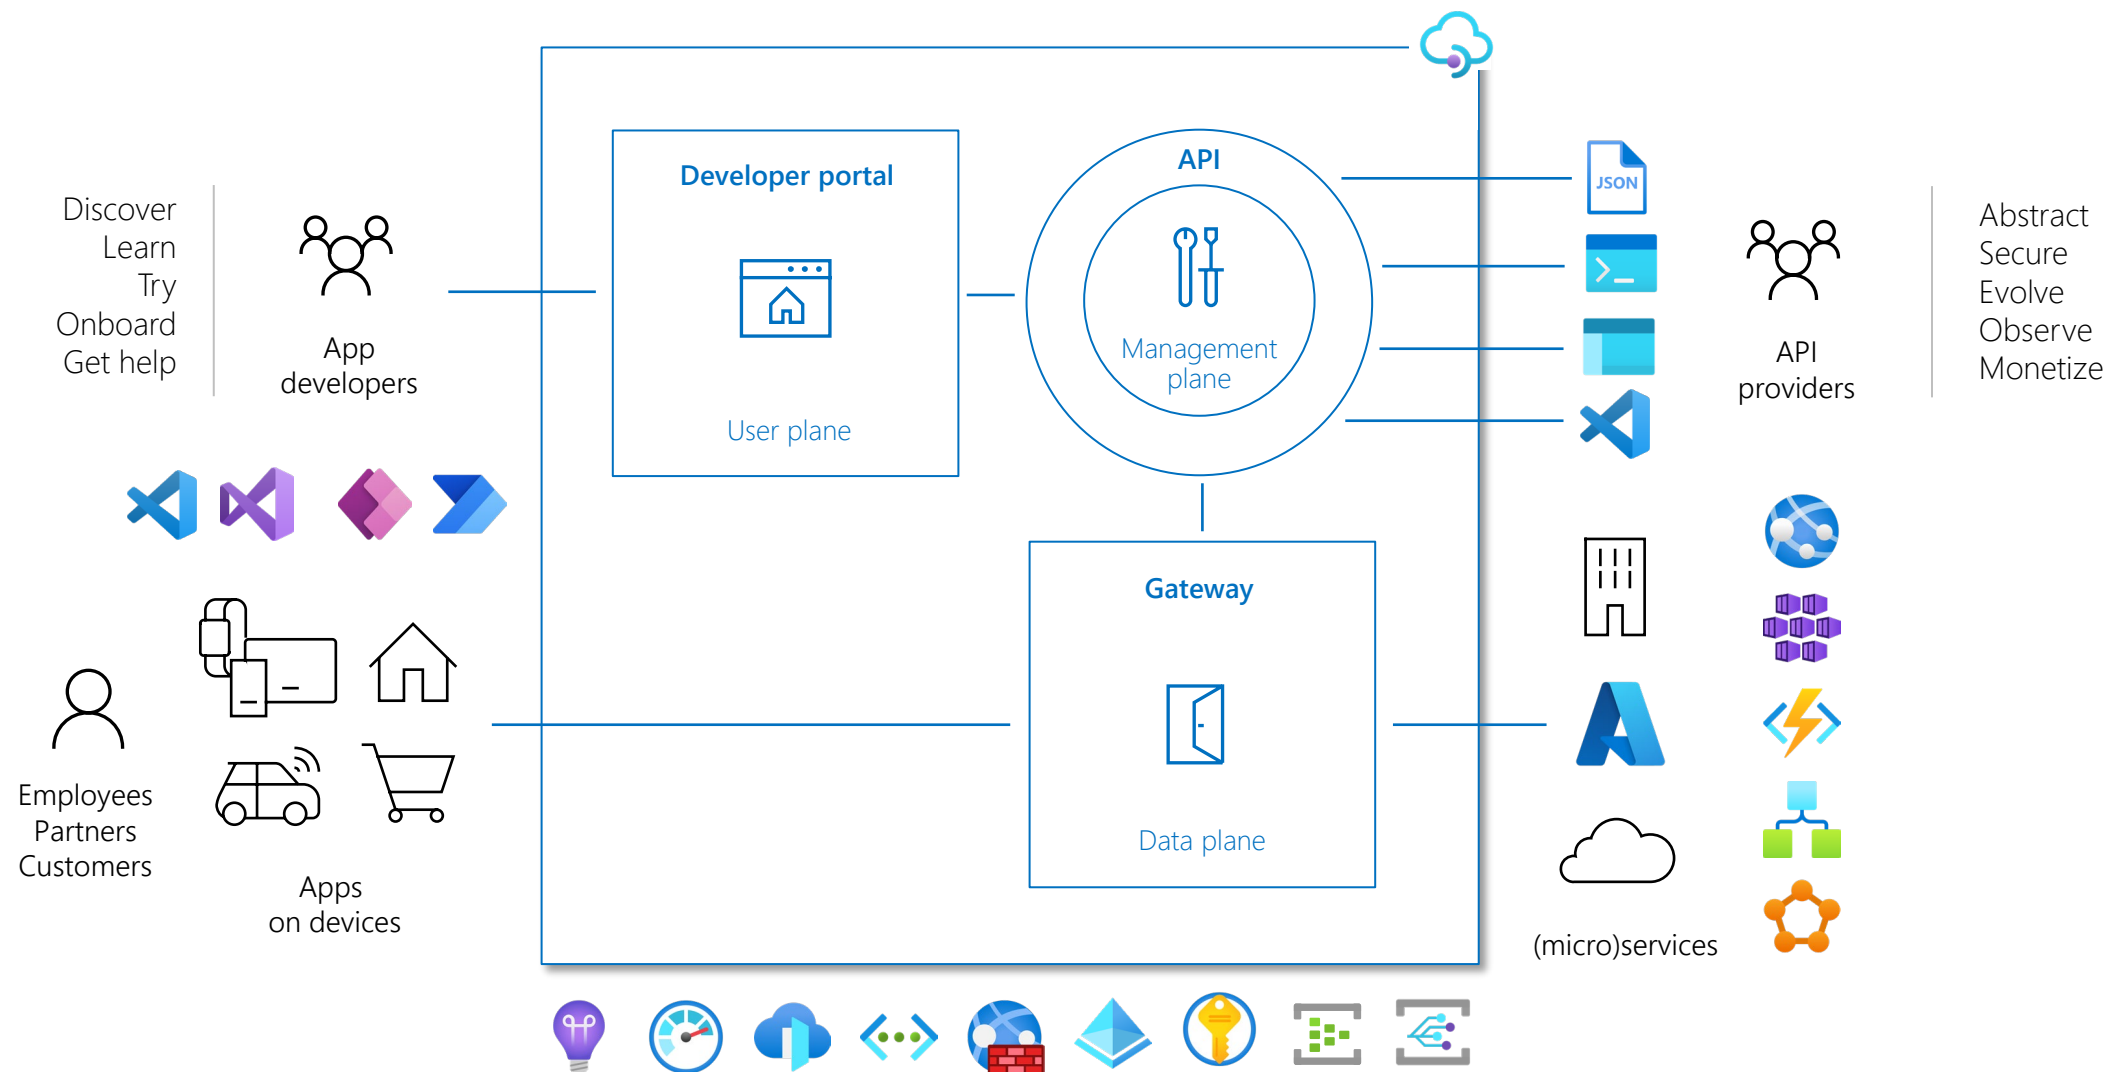 Discover
Learn
Try
Onboard
Get help
App
developers
Developer portal
User plane
API
Management
plane
JSON
>_
API
providers
Abstract
Secure
Evolve
Observe
Monetize
Employees
Partners
Customers
Apps
on devices
Gateway
Data plane
(micro)services